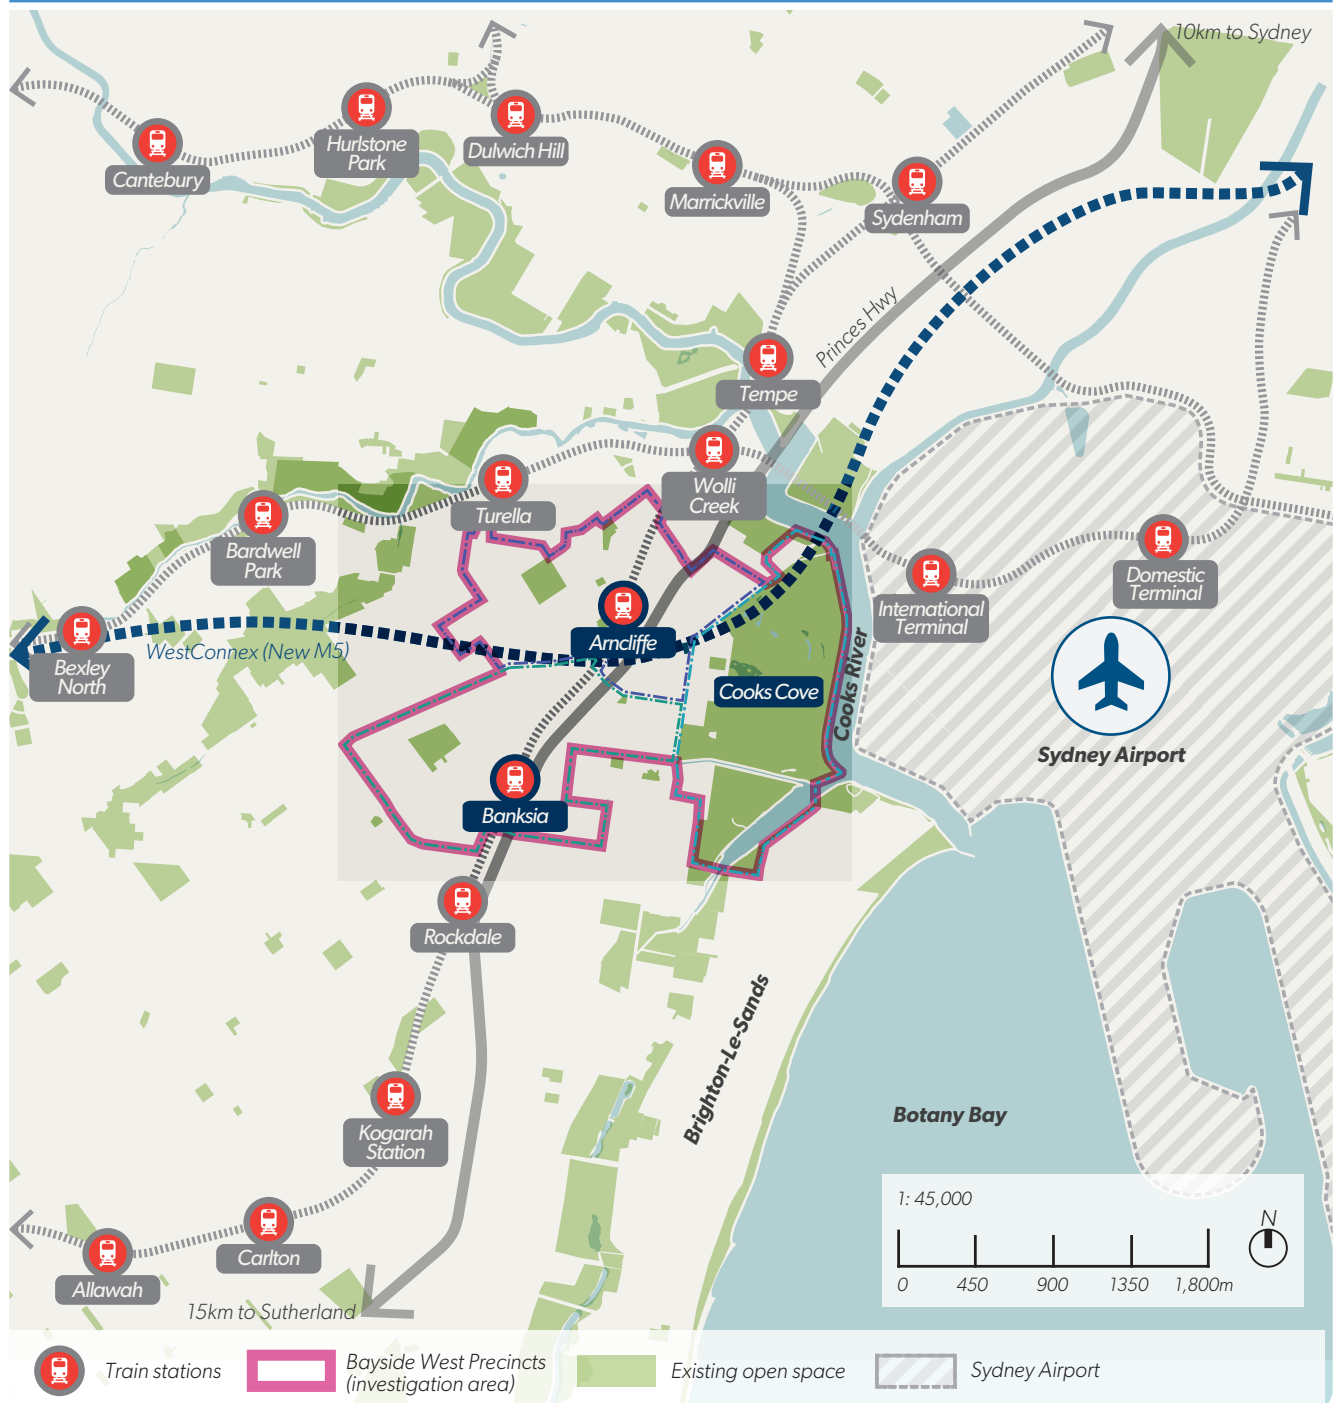 10km to Sydney
Hurlstone
Park
Dulwich Hill
Cantebury
Marrickville
Sydenham
Princes Hwy
Tempe
Wolli
Creek
Turella
Bardwell
Park
Domestic
Terminal
International
Terminal
Arncliffe
WestConnex (New M5)
Bexley
North
Cooks Cove
Cooks River
Sydney Airport
Banksia
Rockdale
Brighton-Le-Sands
Botany Bay
Kogarah
Station
Carlton
Allawah
15km to Sutherland
1: 45,000
N
0 450 900 1350 1,800m
Train stations
Bayside West Precincts
(investigation area)
Existing open space
Sydney Airport